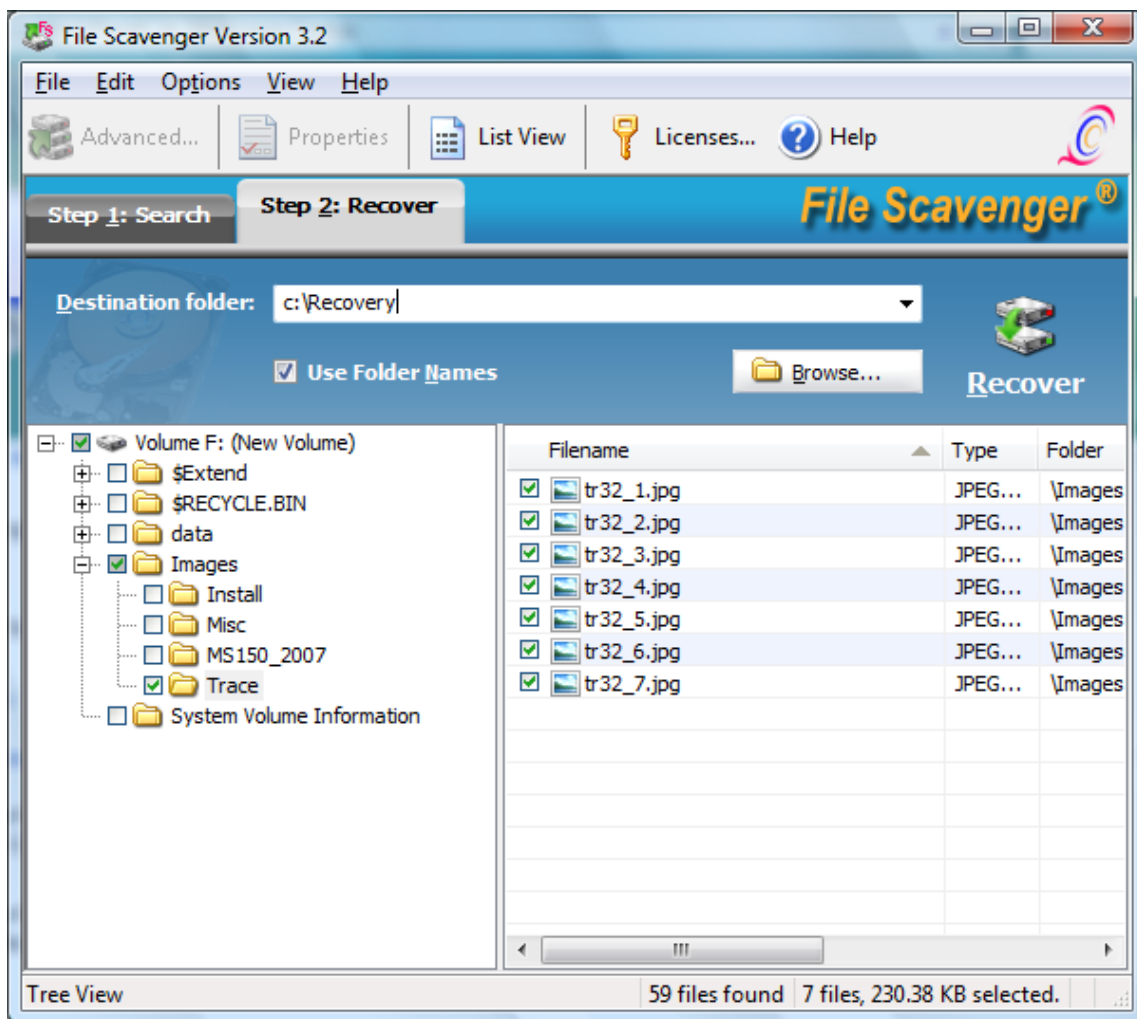 File Scavenger Version 3.2
File Edit Options View Help
Advanced... Properties List View Licenses... Help
Step 1: Search Step 2: Recover File Scavenger ®
Destination folder: c:\Recovery
Use Folder Names Browse... Recover
Volume F: (New Volume)
$Extend
$RECYCLE.BIN
data
Images
Install
Misc
MS150_2007
Trace
System Volume Information
Filename Type Folder
tr32_1.jpg JPEG... \Images
tr32_2.jpg JPEG... \Images
tr32_3.jpg JPEG... \Images
tr32_4.jpg JPEG... \Images
tr32_5.jpg JPEG... \Images
tr32_6.jpg JPEG... \Images
tr32_7.jpg JPEG... \Images
Tree View 59 files found 7 files, 230.38 KB selected.